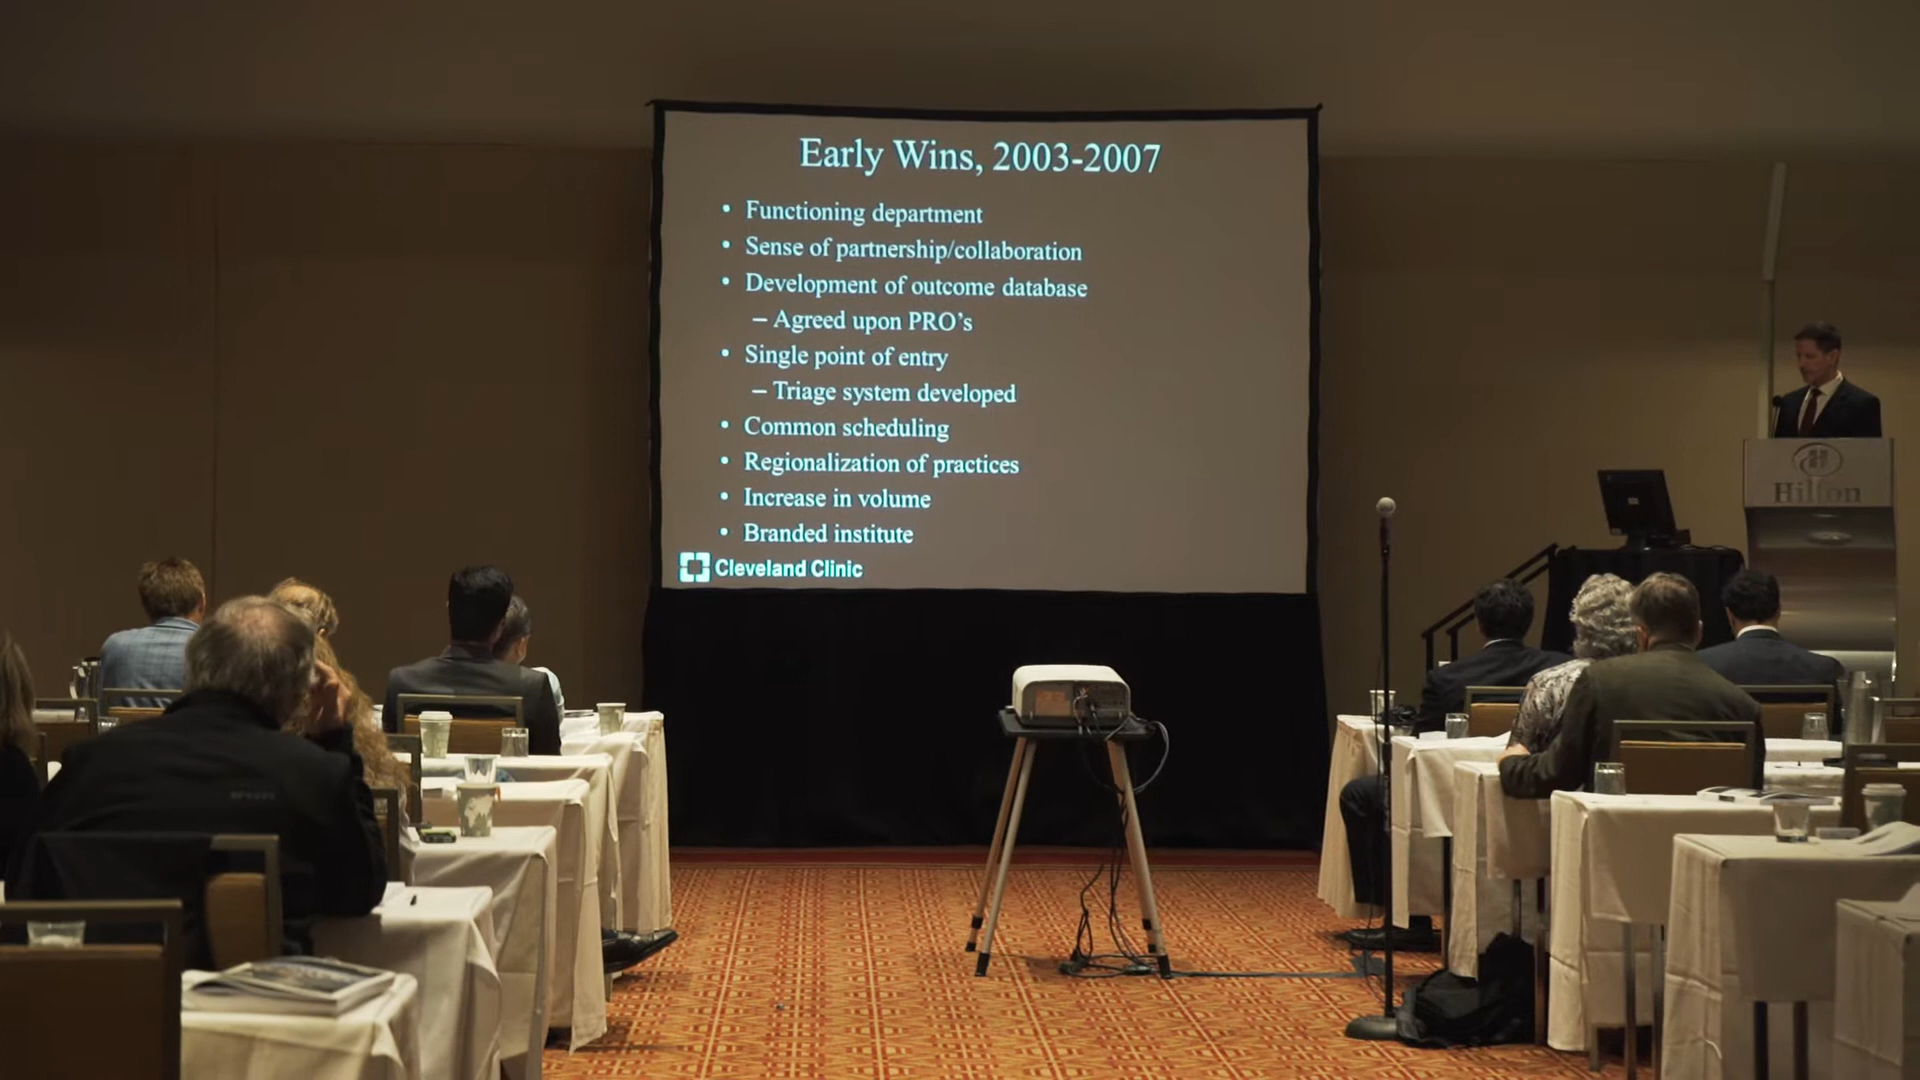 Early Wins, 2003-2007
• Functioning department
• Sense of partnership/collaboration
• Development of outcome database
– Agreed upon PRO’s
• Single point of entry
– Triage system developed
• Common scheduling
• Regionalization of practices
• Increase in volume
• Branded institute
Cleveland Clinic
Hilton